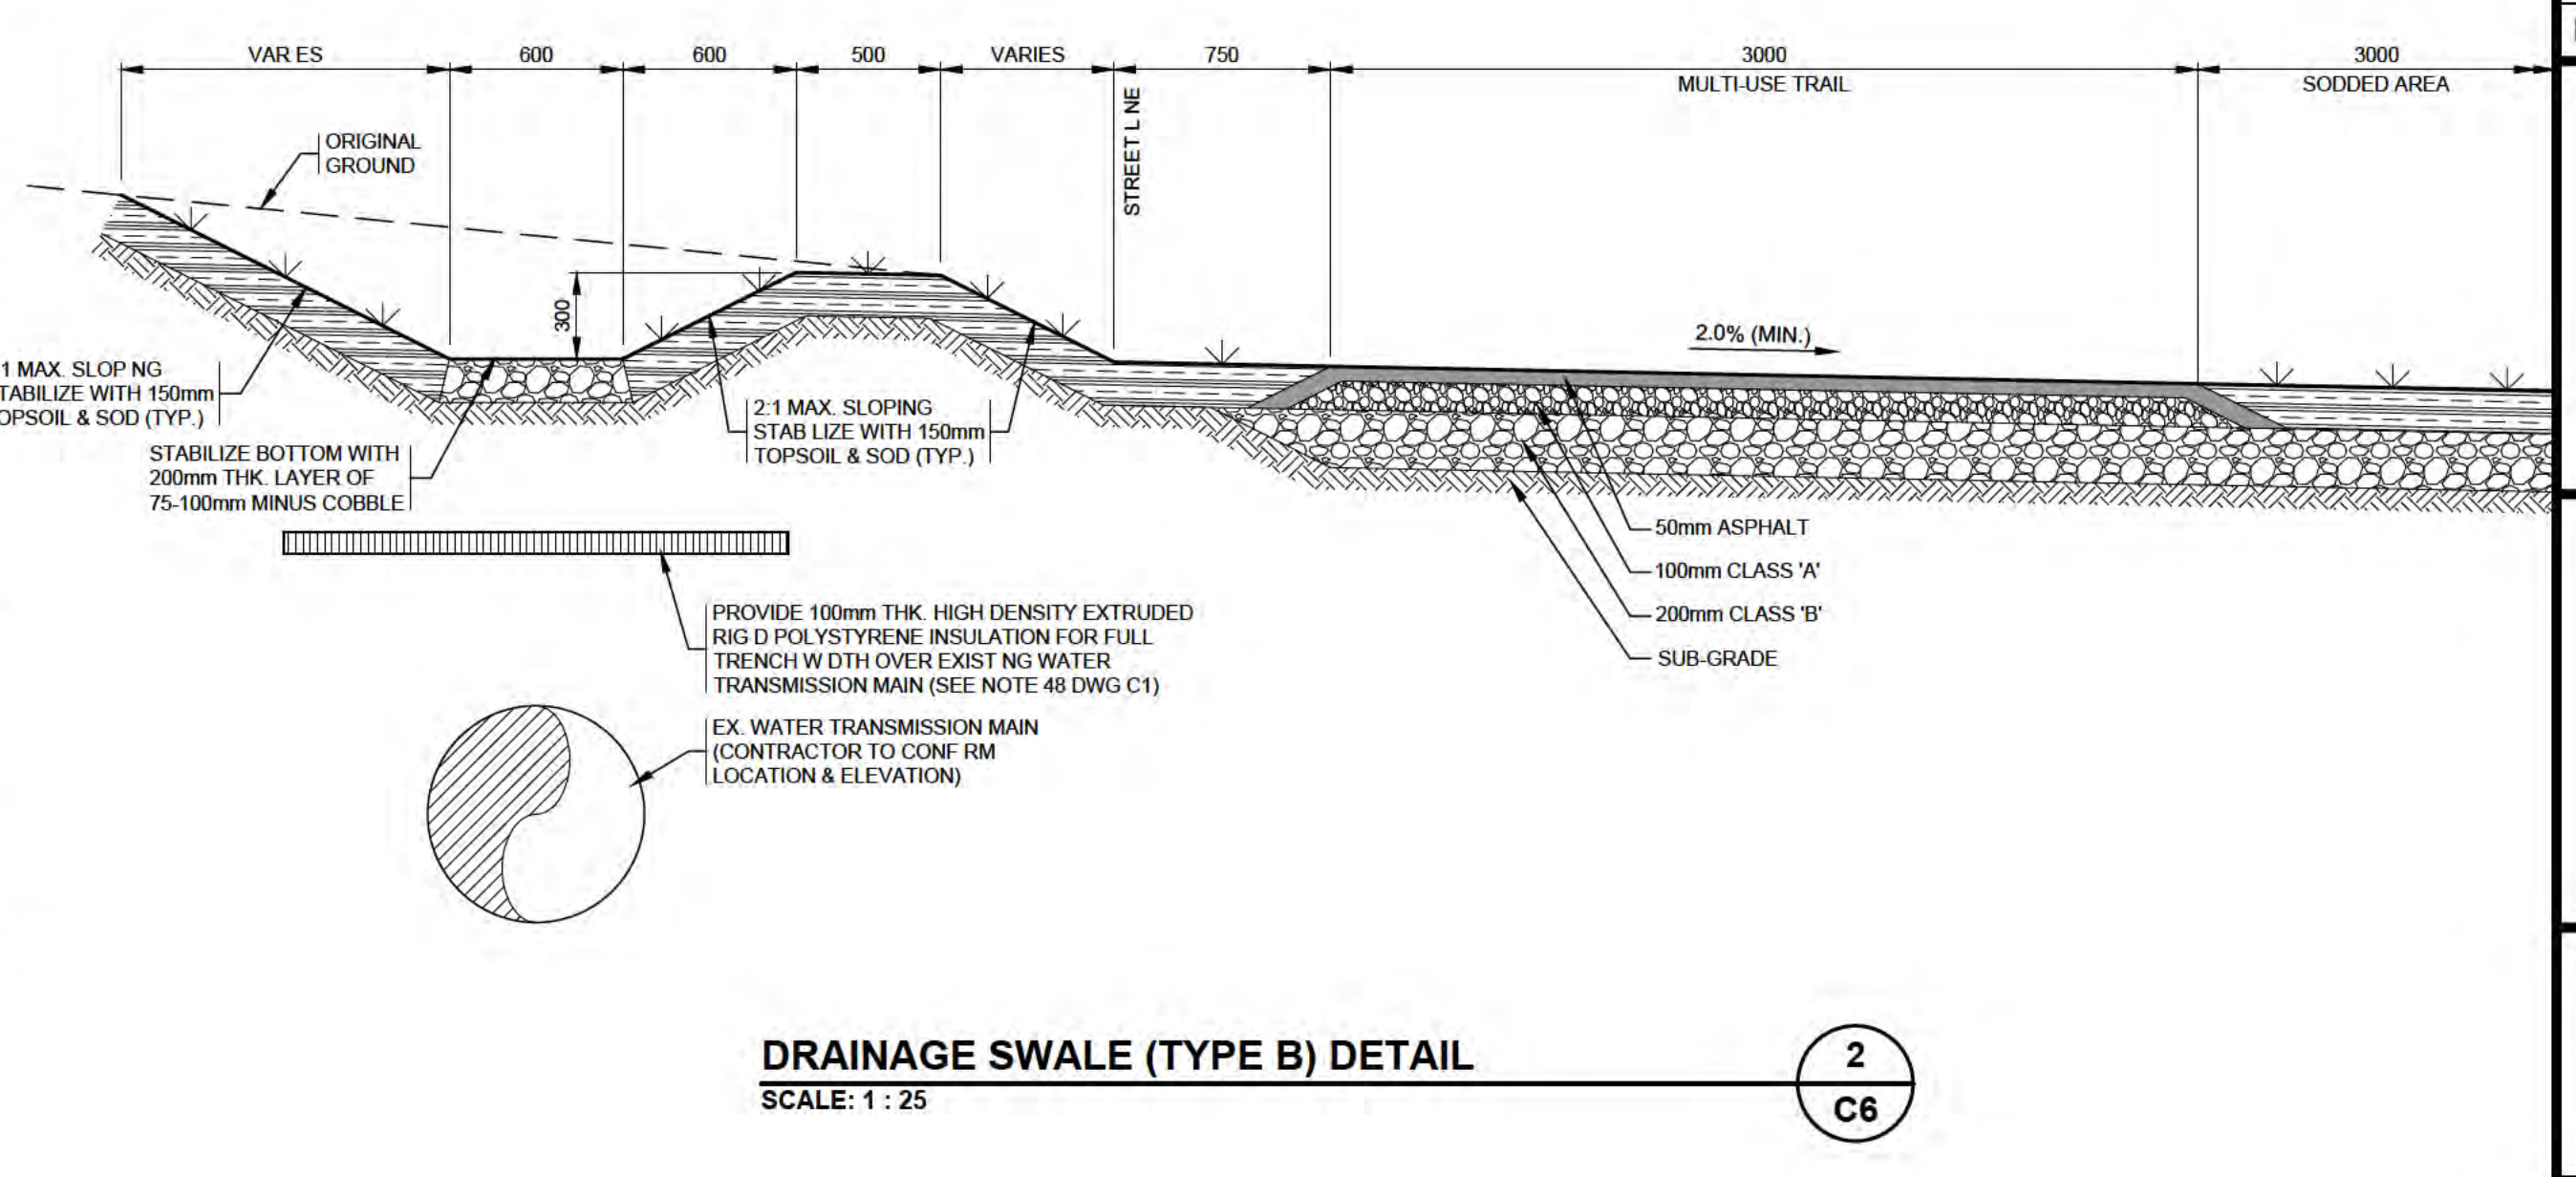 VAR ES
600
600
500
VARIES
750
3000
MULTI-USE TRAIL
3000
SODDED AREA
STREET L NE
ORIGINAL
GROUND
300
2.0% (MIN.)
1 MAX. SLOP NG
TABILIZE WITH 150mm
OPSOIL & SOD (TYP.)
STABILIZE BOTTOM WITH
200mm THK. LAYER OF
75-100mm MINUS COBBLE
2:1 MAX. SLOPING
STAB LIZE WITH 150mm
TOPSOIL & SOD (TYP.)
50mm ASPHALT
100mm CLASS 'A'
200mm CLASS 'B'
SUB-GRADE
PROVIDE 100mm THK. HIGH DENSITY EXTRUDED
RIG D POLYSTYRENE INSULATION FOR FULL
TRENCH W DTH OVER EXIST NG WATER
TRANSMISSION MAIN (SEE NOTE 48 DWG C1)
EX. WATER TRANSMISSION MAIN
(CONTRACTOR TO CONF RM
LOCATION & ELEVATION)
DRAINAGE SWALE (TYPE B) DETAIL
SCALE: 1 : 25
2
C6